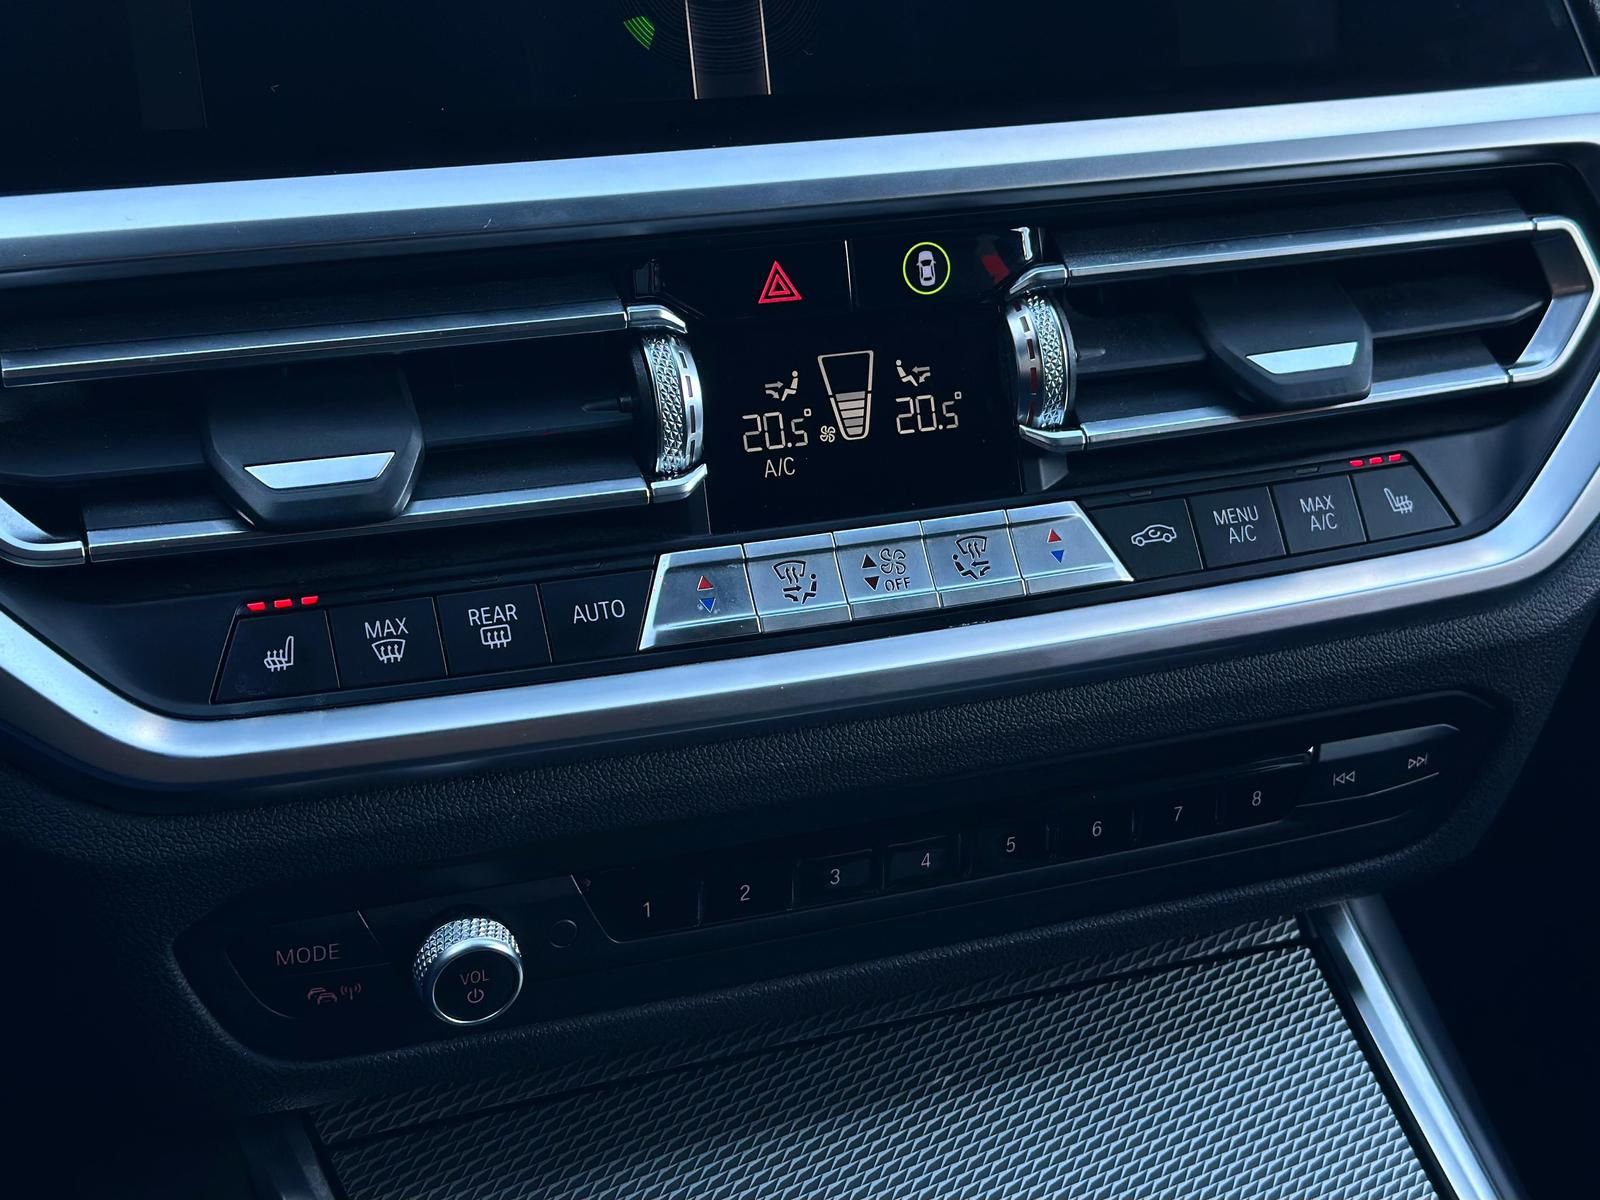 20.5°
20.5°
A/C
OFF
MENU
A/C
MAX
A/C
MAX
REAR
AUTO
1
2
3
4
5
6
7
8
MODE
VOL